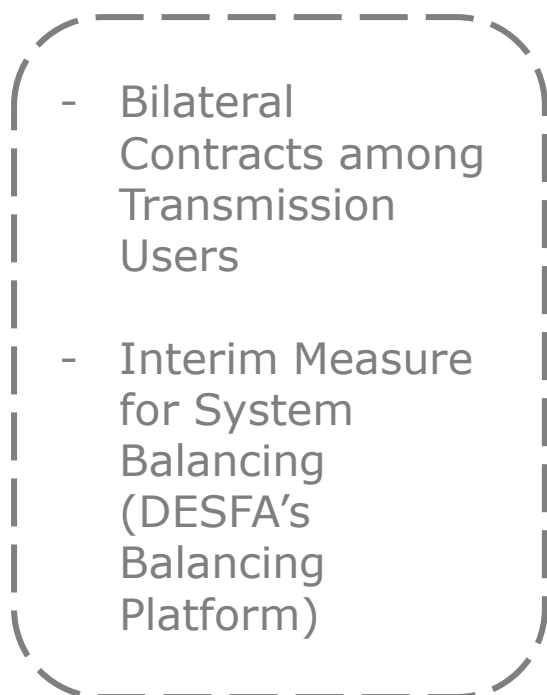 - Bilateral
Contracts among
Transmission
Users
- Interim Measure
for System
Balancing
(DESFA’s
Balancing
Platform)